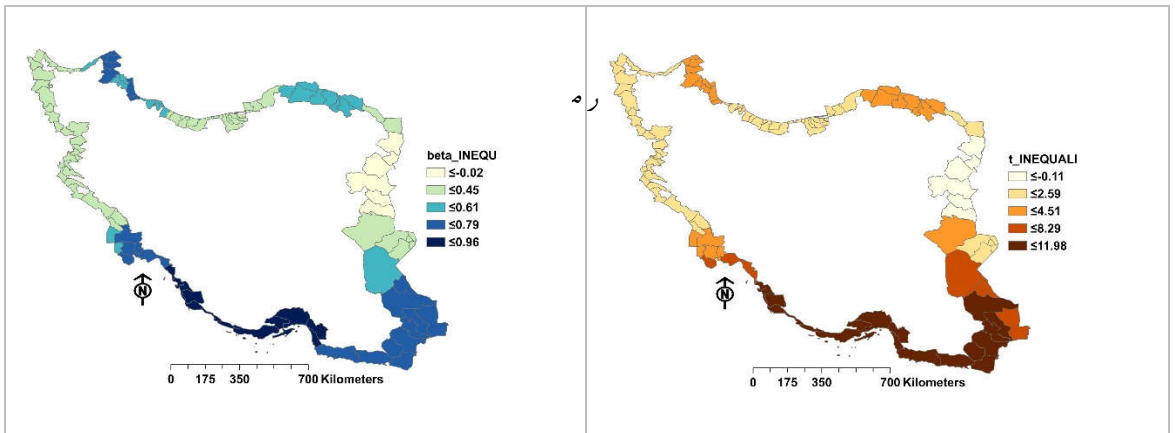 beta_INEQU
≤-0.02
≤0.45
≤0.61
≤0.79
≤0.96
N
0 175 350 700 Kilometers
t_INEQUALI
≤-0.11
≤2.59
≤4.51
≤8.29
≤11.98
N
0 175 350 700 Kilometers